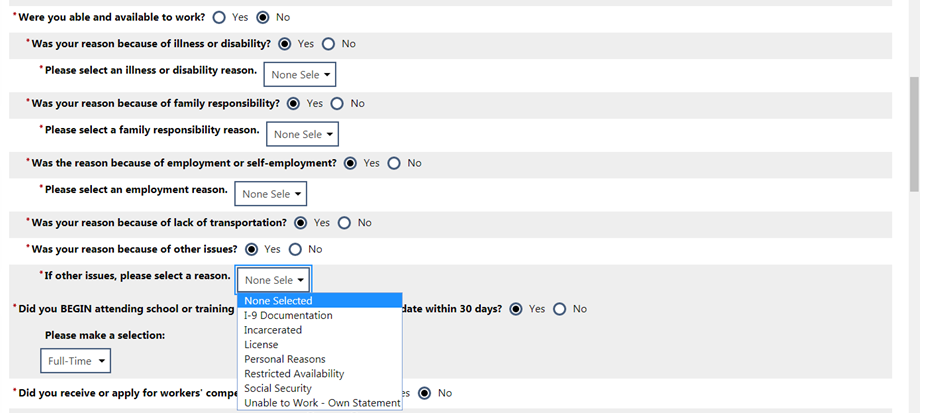 *Were you able and available to work? Yes No
*Was your reason because of illness or disability? Yes No
*Please select an illness or disability reason. None Sele
*Was your reason because of family responsibility? Yes No
*Please select a family responsibility reason. None Sele
*Was the reason because of employment or self-employment? Yes No
*Please select an employment reason. None Sele
*Was your reason because of lack of transportation? Yes No
*Was your reason because of other issues? Yes No
*If other issues, please select a reason. None Sele
None Selected
*Did you BEGIN attending school or training date within 30 days? Yes No
I-9 Documentation
Incarcerated
Please make a selection:
License
Full-Time
Personal Reasons
Restricted Availability
Social Security
*Did you receive or apply for workers' compe es No
Unable to Work - Own Statement